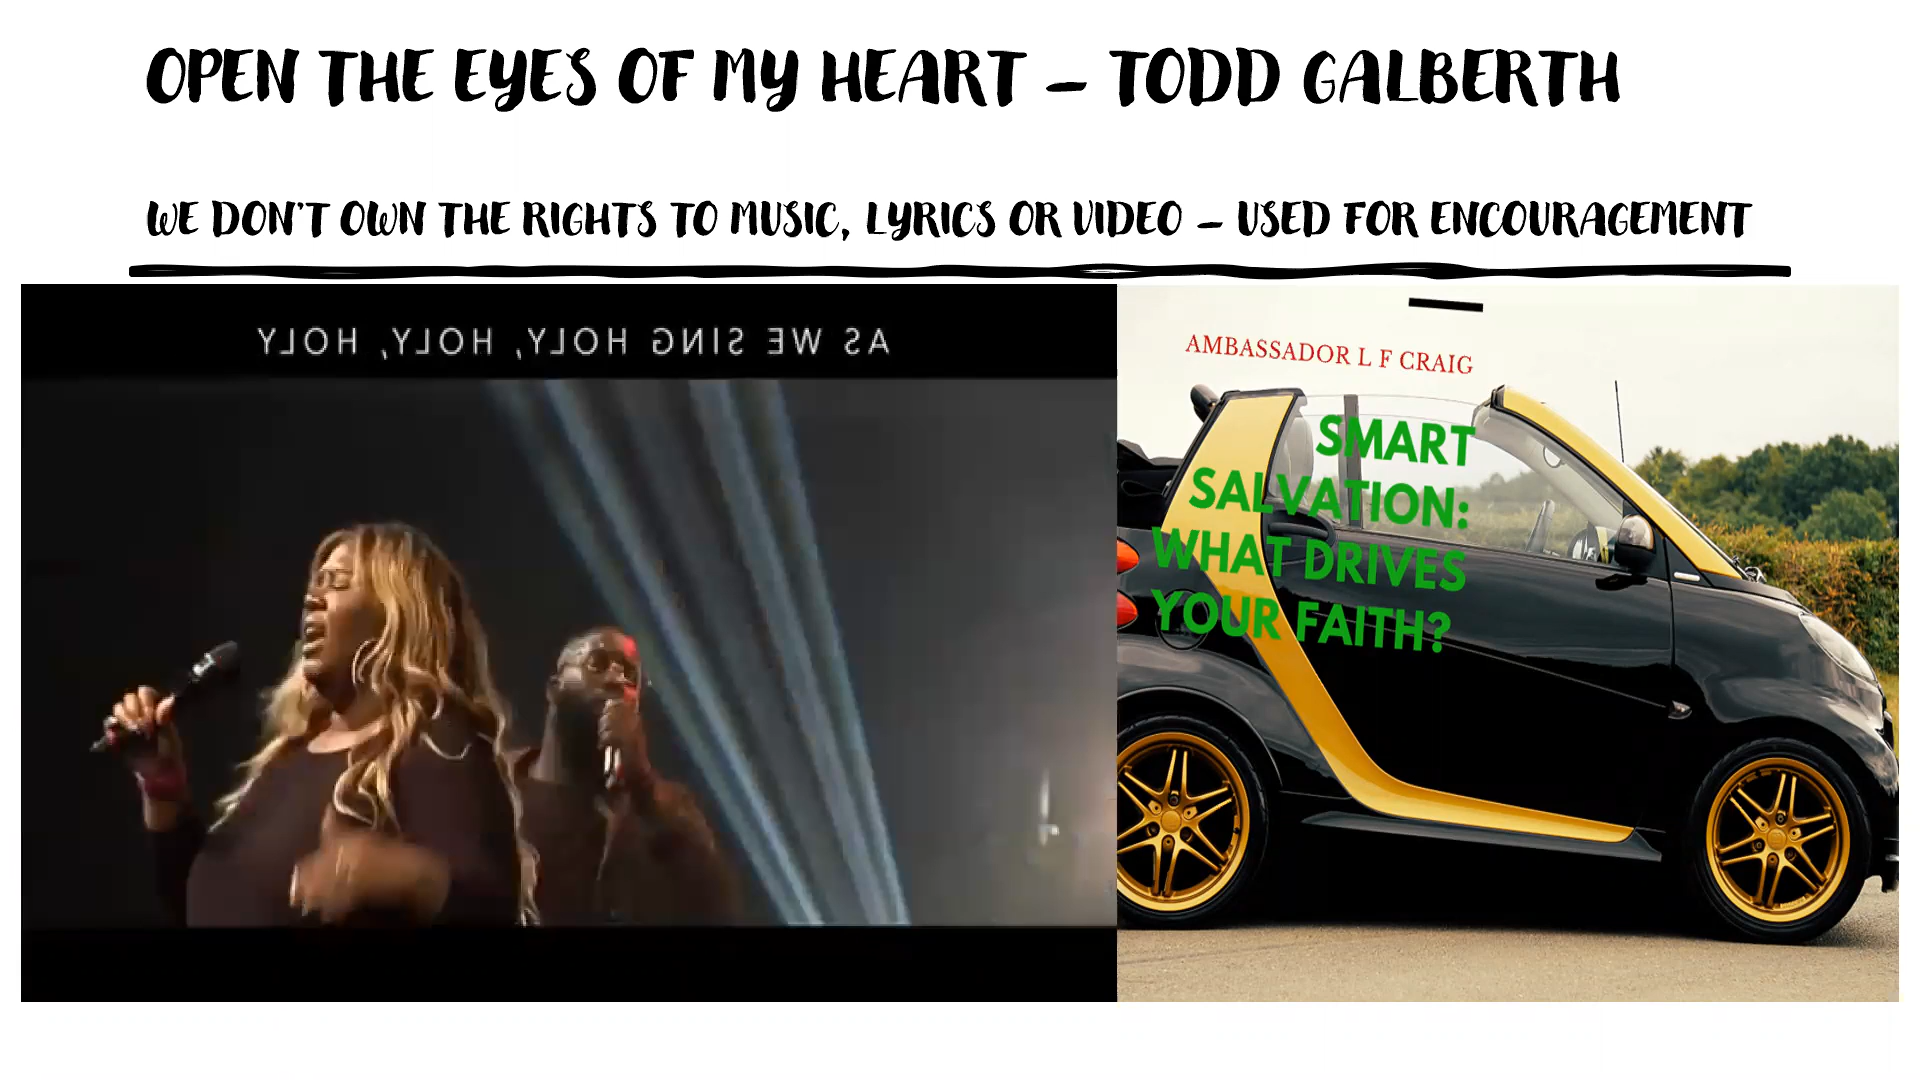 OPEN THE EYES OF MY HEART – TODD GALBERTH
WE DON'T OWN THE RIGHTS TO MUSIC, LYRICS OR VIDEO – USED FOR ENCOURAGEMENT
AS WE SING HOLY, HOLY, HOLY
AMBASSADOR L F CRAIG
SMART
SALVATION:
WHAT DRIVES
YOUR FAITH?